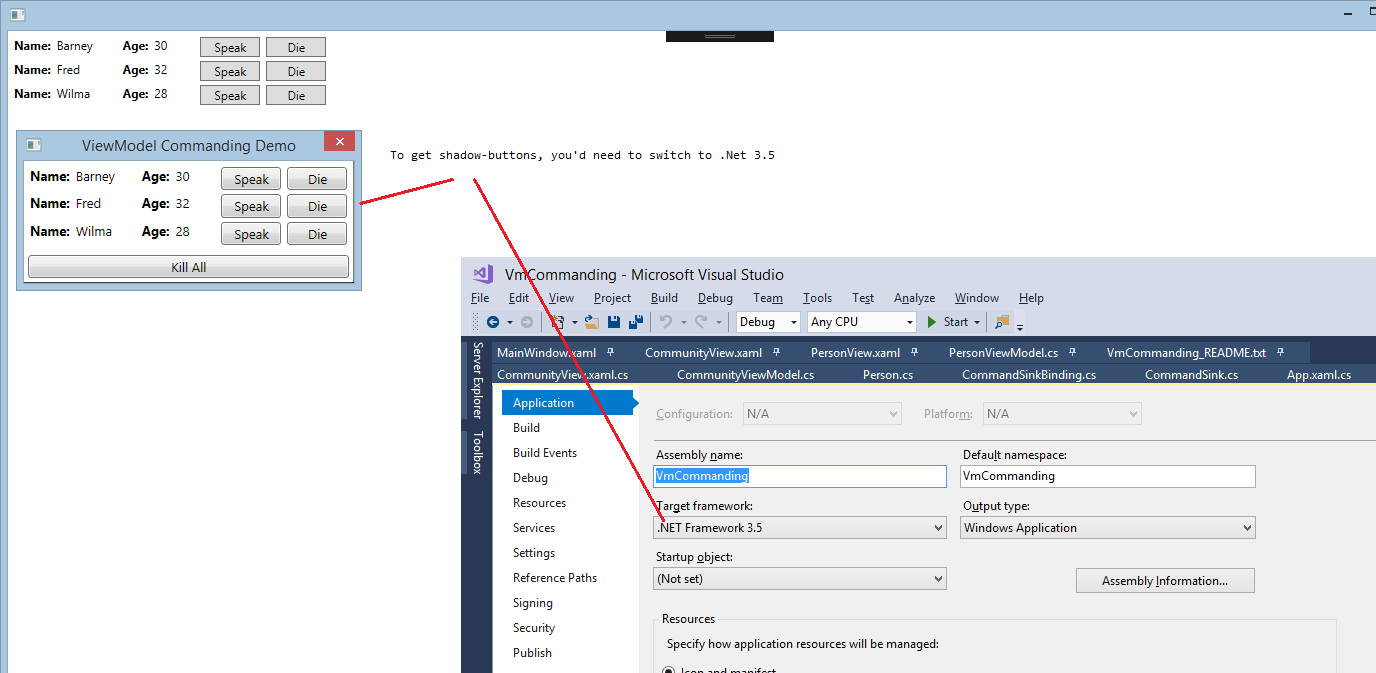 Name: Barney Age: 30 Speak Die
Name: Fred Age: 32 Speak Die
Name: Wilma Age: 28 Speak Die
ViewModel Commanding Demo
Name: Barney Age: 30 Speak Die
Name: Fred Age: 32 Speak Die
Name: Wilma Age: 28 Speak Die
Kill All
To get shadow-buttons, you'd need to switch to .Net 3.5
VmCommanding - Microsoft Visual Studio
File Edit View Project Build Debug Team Tools Test Analyze Window Help
Debug Any CPU Start
Server Explorer
Toolbox
MainWindow.xaml CommunityView.xaml PersonView.xaml PersonViewModel.cs VmCommanding_README.txt
CommunityView.xaml.cs CommunityViewModel.cs Person.cs CommandSinkBinding.cs CommandSink.cs App.xaml.cs
Application
Build
Build Events
Debug
Resources
Services
Settings
Reference Paths
Signing
Security
Publish
Configuration: N/A Platform: N/A
Assembly name: Default namespace:
VmCommanding VmCommanding
Target framework: Output type:
.NET Framework 3.5 Windows Application
Startup object:
(Not set) Assembly Information...
Resources
Specify how application resources will be managed:
Icon and manifest